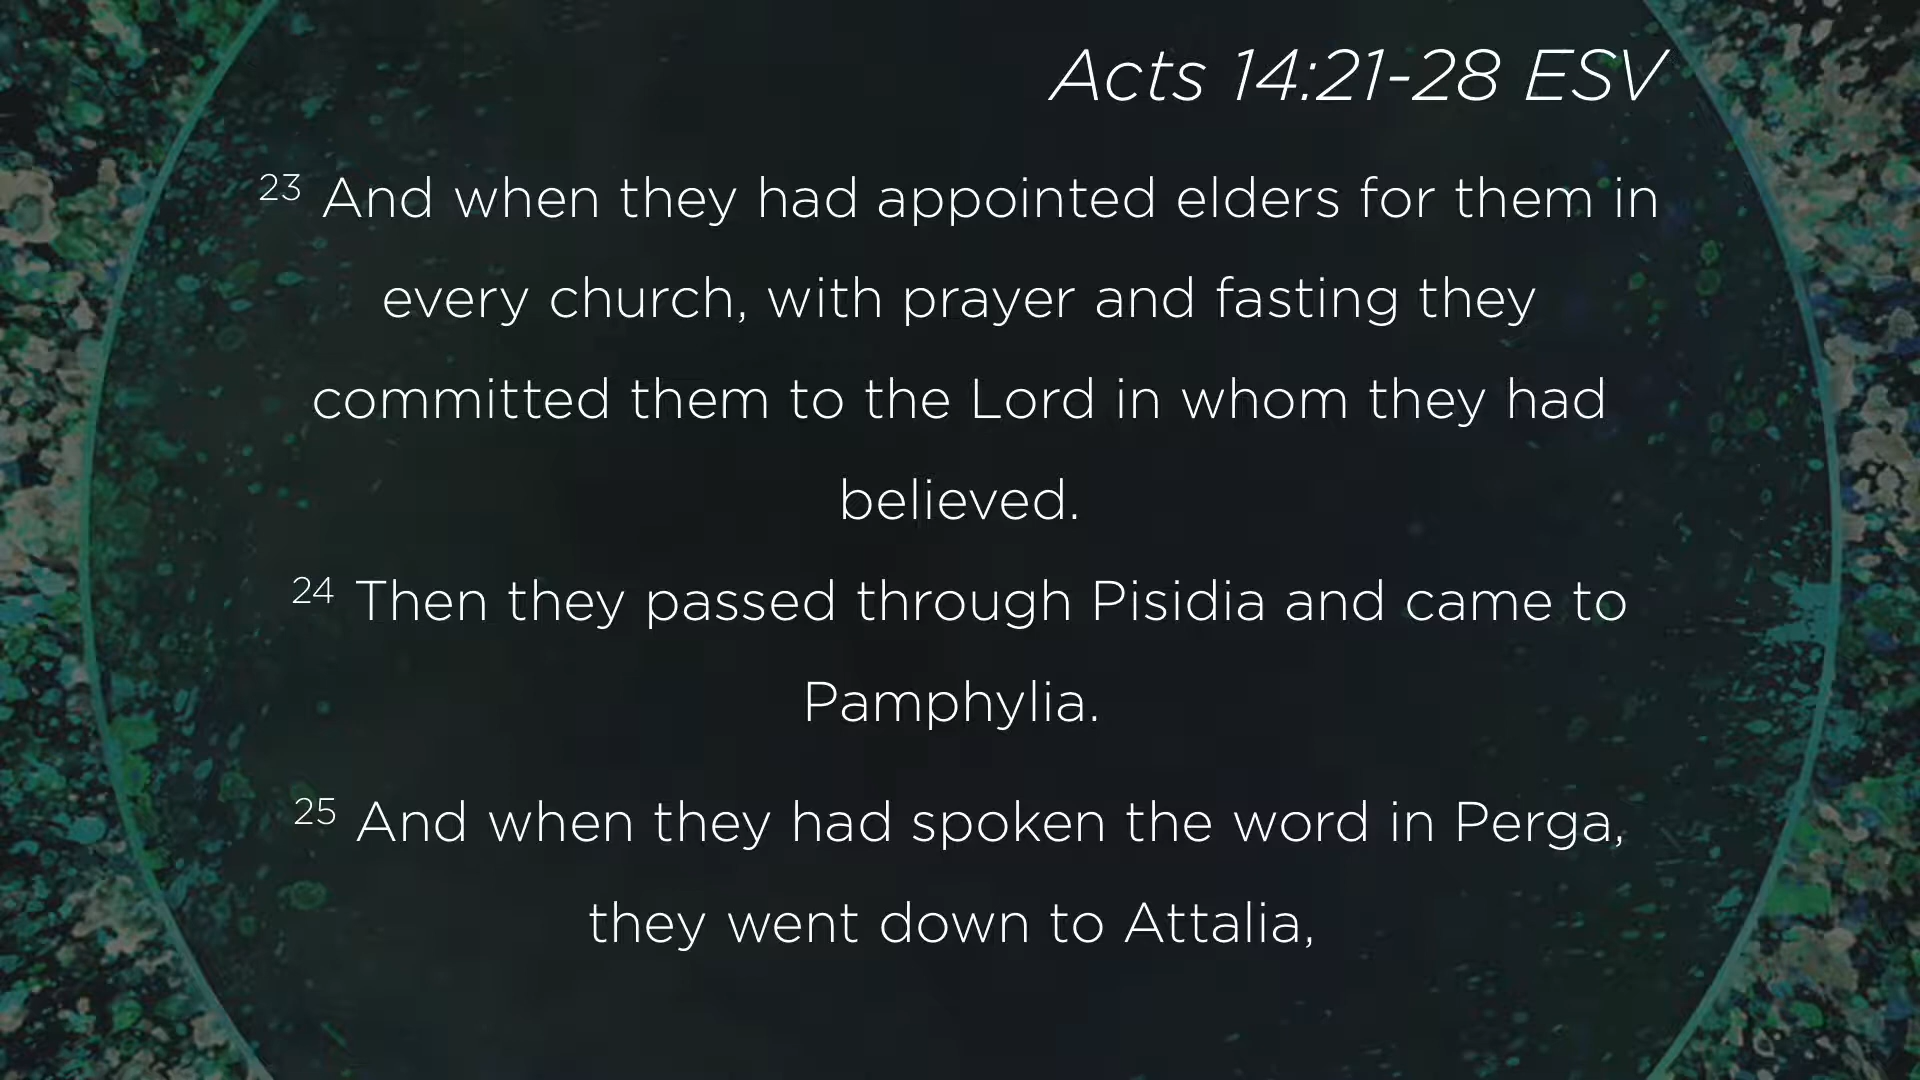 Acts 14:21-28 ESV
23 And when they had appointed elders for them in
every church, with prayer and fasting they
committed them to the Lord in whom they had
believed.
24 Then they passed through Pisidia and came to
Pamphylia.
25 And when they had spoken the word in Perga,
they went down to Attalia,